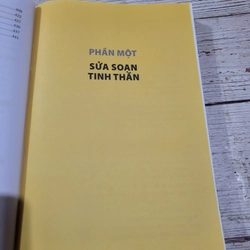 PHẦN MỘT
SỬA SOẠN
TINH THẦN